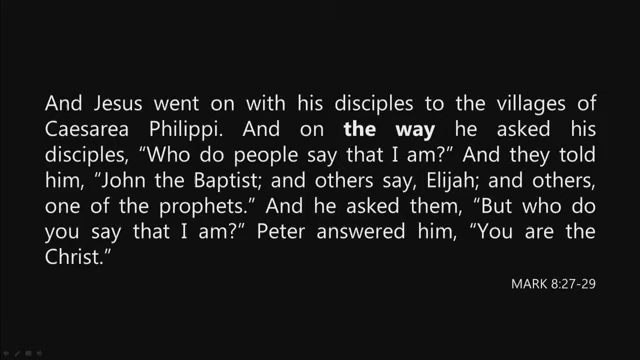 And Jesus went on with his disciples to the villages of
Caesarea Philippi. And on the way he asked his
disciples, “Who do people say that I am?” And they told
him, “John the Baptist; and others say, Elijah; and others,
one of the prophets.” And he asked them, “But who do
you say that I am?” Peter answered him, “You are the
Christ.”
MARK 8:27-29